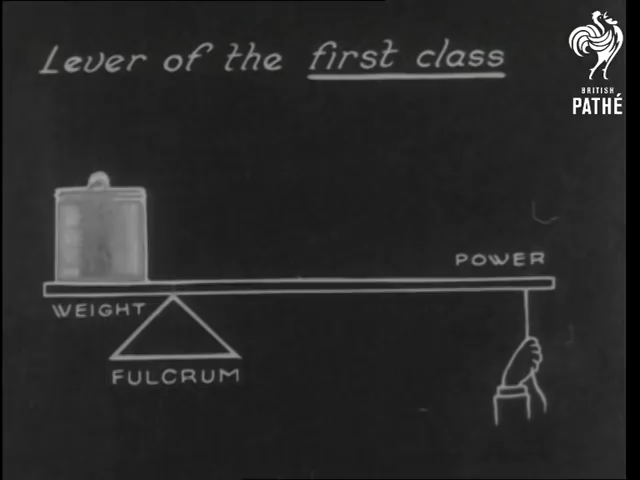 Lever of the first class
BRITISH
PATHÉ
POWER
WEIGHT
FULCRUM